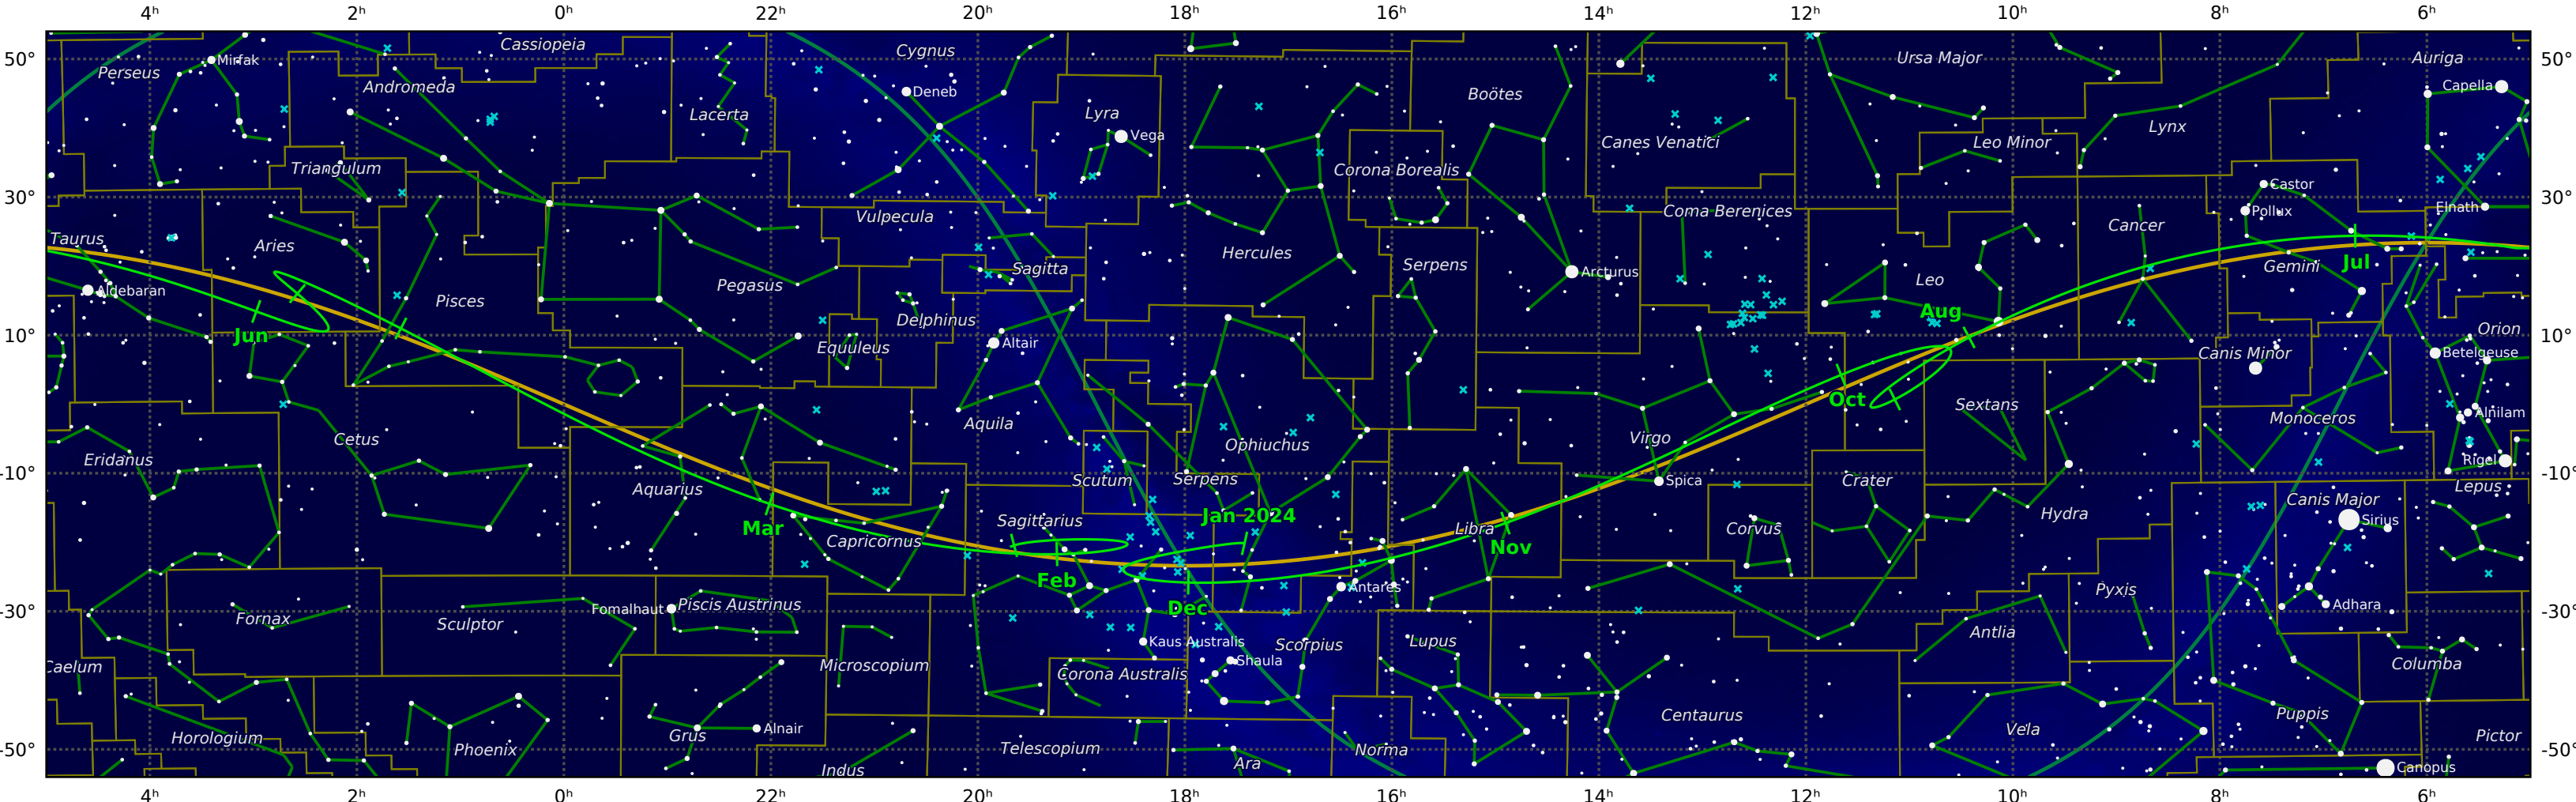 4ʰ 2ʰ 0ʰ 22ʰ 20ʰ 18ʰ 16ʰ 14ʰ 12ʰ 10ʰ 8ʰ 6ʰ
Cassiopeia
Cygnus
50° Perseus Mirfak Ursa Major Auriga 50°
Andromeda Deneb Boötes Capella
Lacerta Lyra
Vega Canes Venatici Leo Minor Lynx
Triangulum Corona Borealis
Castor
30° 30°
Vulpecula Coma Berenices Pollux Elnath
Taurus Aries Hercules Cancer
Sagitta Serpens Arcturus Gemini Jul
Aldebaran Pisces Pegasus Leo
Jun Delphinus Aug
10° Equuleus Altair Orion 10°
Canis Minor Betelgeuse
Oct Sextans
Cetus Aquila Virgo Monoceros Alnilam
Eridanus Ophiuchus Rigel
-10° Aquarius Scutum Serpens Spica Crater Lepus -10°
Mar Sagittarius Jan 2024 Libra Corvus Hydra Canis Major Sirius
Capricornus Nov
Feb
Antares Pyxis
Fomalhaut Piscis Austrinus Dec Adhara
-30° Fornax Sculptor -30°
Kaus Australis Scorpius Lupus Antlia
Caelum Microscopium Shaula Columba
Corona Australis
Centaurus Puppis
Horologium Grus Alnair Vela
-50° Phoenix Telescopium Norma Pictor -50°
Indus Ara Canopus
4ʰ 2ʰ 0ʰ 22ʰ 20ʰ 18ʰ 16ʰ 14ʰ 12ʰ 10ʰ 8ʰ 6ʰ